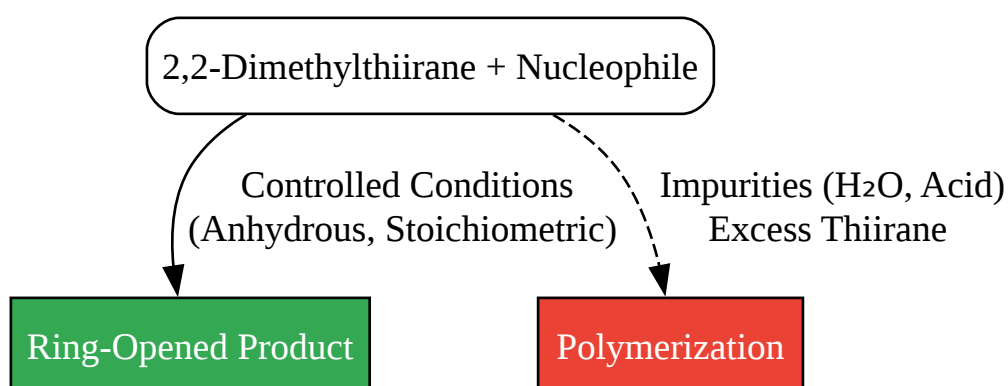 2,2-Dimethylthiirane + Nucleophile
Controlled Conditions
(Anhydrous, Stoichiometric)
Impurities (H₂O, Acid)
Excess Thiirane
Ring-Opened Product
Polymerization